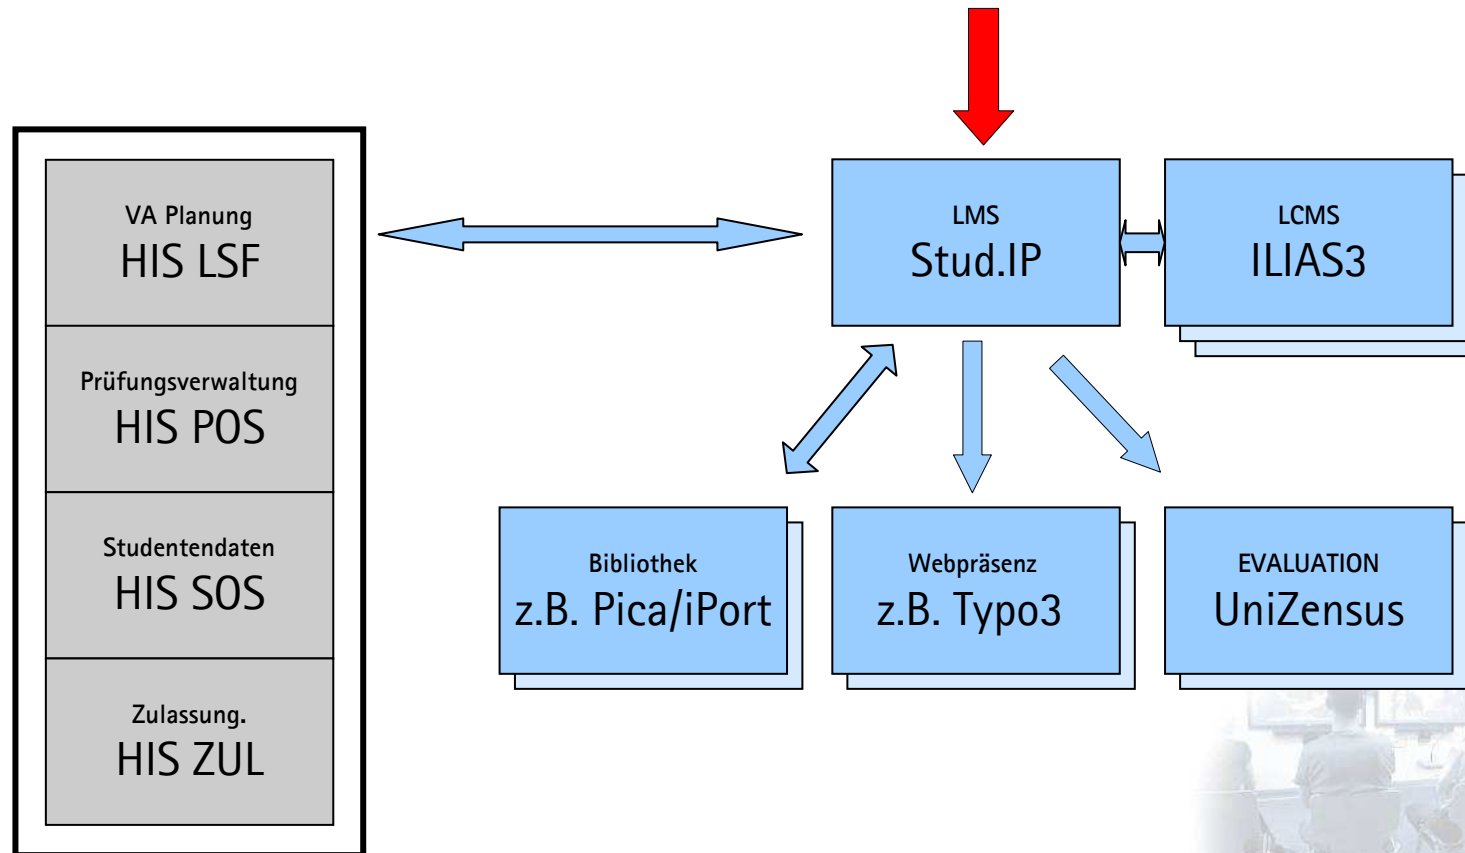 VA Planung
HIS LSF
Prüfungsverwaltung
HIS POS
Studentendaten
HIS SOS
Zulassung.
HIS ZUL
LMS
Stud.IP
LCMS
ILIAS3
Bibliothek
z.B. Pica/iPort
Webpräsenz
z.B. Typo3
EVALUATION
UniZensus